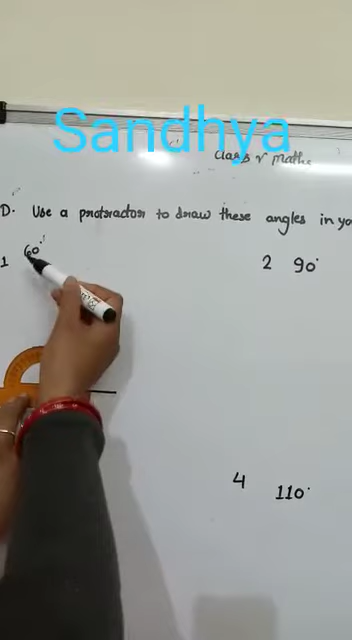 Sandhya
Class V Maths
D. Use a protractor to draw these angles in yo
1 60°
2 90°
4 110°